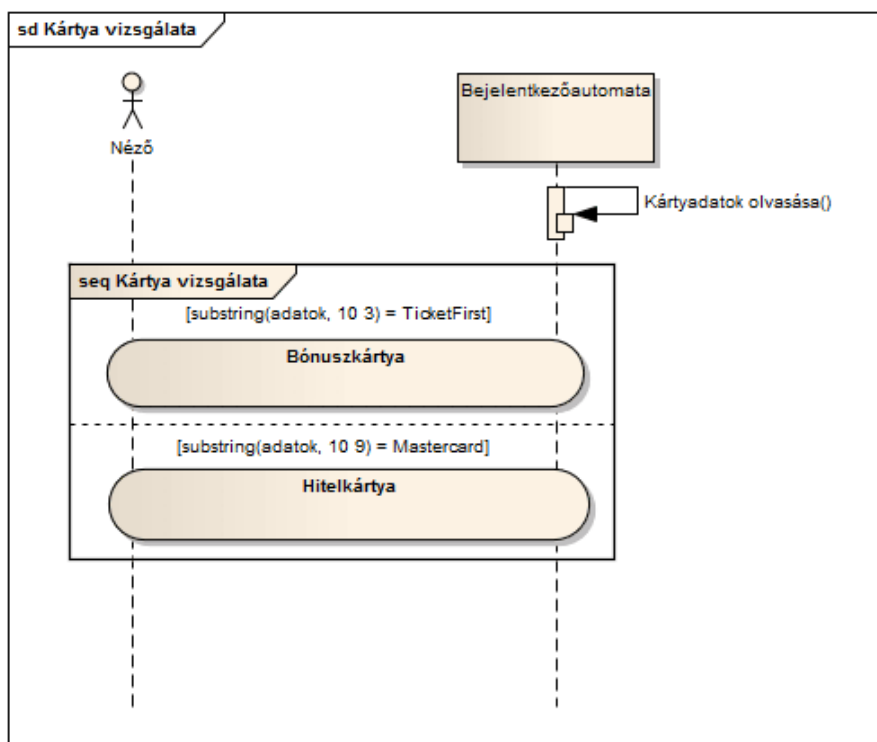 sd Kártya vizsgálata
Néző
Bejelentkezőautomata
Kártyadatok olvasása()
seq Kártya vizsgálata
[substring(adatok, 10 3) = TicketFirst]
Bónuszkártya
[substring(adatok, 10 9) = Mastercard]
Hitelkártya